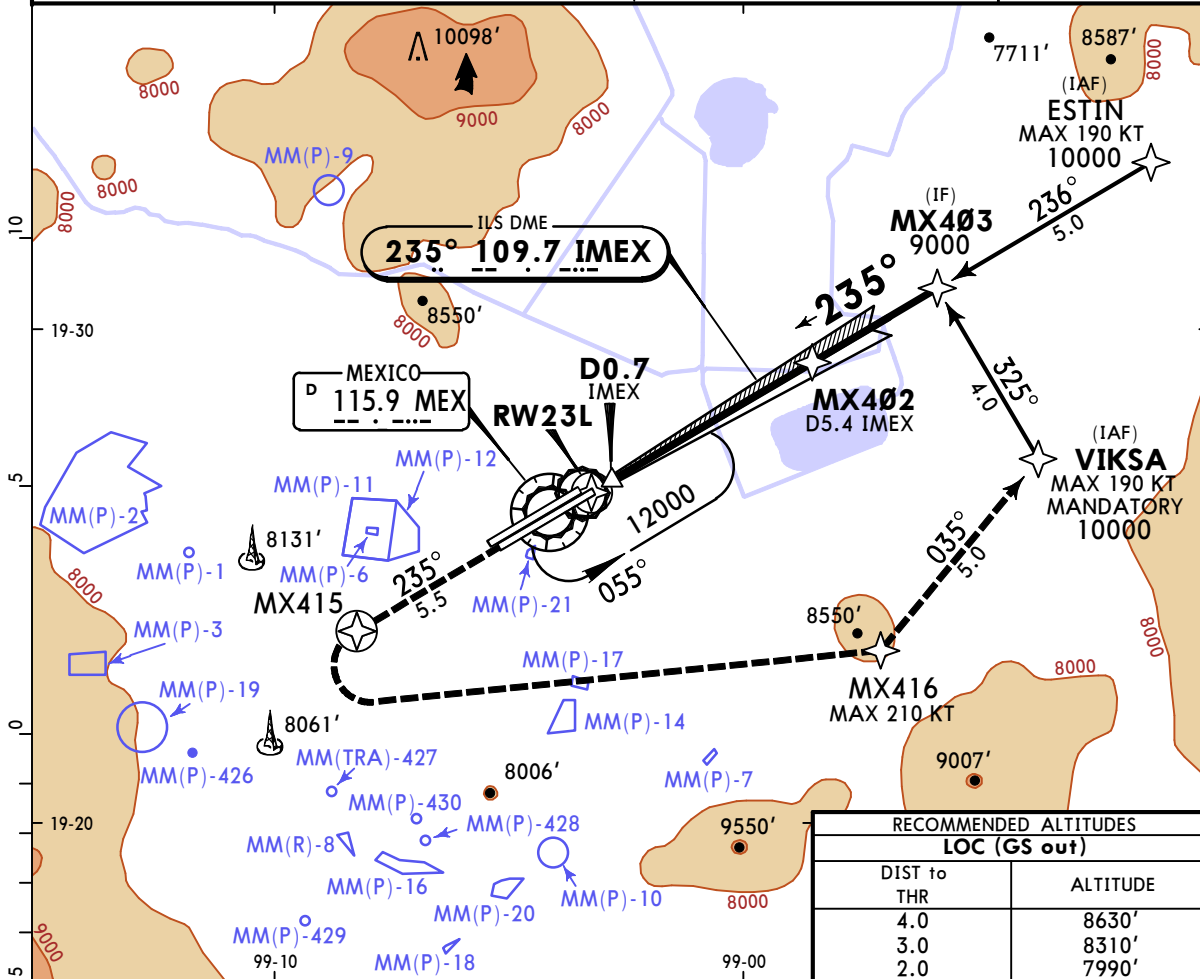 10098'
7711'
8587'
8000
8000
9000
8000
(IAF)
ESTIN
MAX 190 KT
10000
MM(P)-9
8000
8000
236°
5.0
(IF)
MX4Ø3
9000
10
ILS DME
235° 109.7 IMEX
235°
8550'
8000
19-30
MEXICO
D 115.9 MEX
D0.7
IMEX
RW23L
MX4Ø2
D5.4 IMEX
325°
4.0
(IAF)
VIKSA
MAX 190 KT
MANDATORY
10000
5
MM(P)-2
MM(P)-12
MM(P)-11
8131'
MM(P)-1
MM(P)-6
12000
055°
235°
5.5
MM(P)-21
035°
5.0
8000
MX415
MM(P)-3
8550'
8000
8000
MM(P)-17
MM(P)-19
MX416
MAX 210 KT
0
8061'
MM(P)-14
MM(P)-426
MM(TRA)-427
8006'
MM(P)-7
9007'
MM(P)-430
19-20
MM(P)-428
9550'
MM(R)-8
MM(P)-16
MM(P)-10
8000
MM(P)-20
MM(P)-429
9000
MM(P)-18
5
99-10
99-00
RECOMMENDED ALTITUDES
LOC (GS out)
DIST to THR ALTITUDE
4.0 8630'
3.0 8310'
2.0 7990'